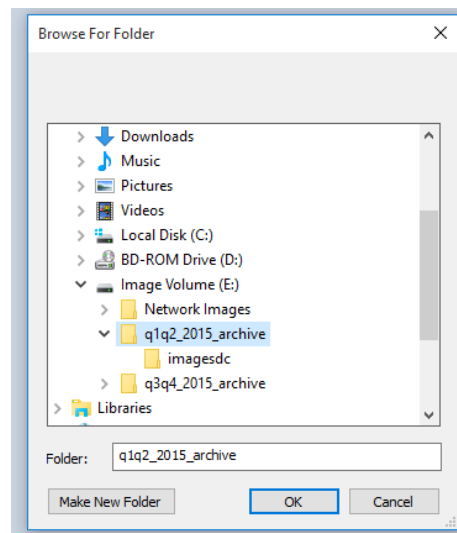 Browse For Folder
Downloads
Music
Pictures
Videos
Local Disk (C:)
BD-ROM Drive (D:)
Image Volume (E:)
Network Images
q1q2_2015_archive
imagesdc
q3q4_2015_archive
Libraries
Folder: q1q2_2015_archive
Make New Folder OK Cancel